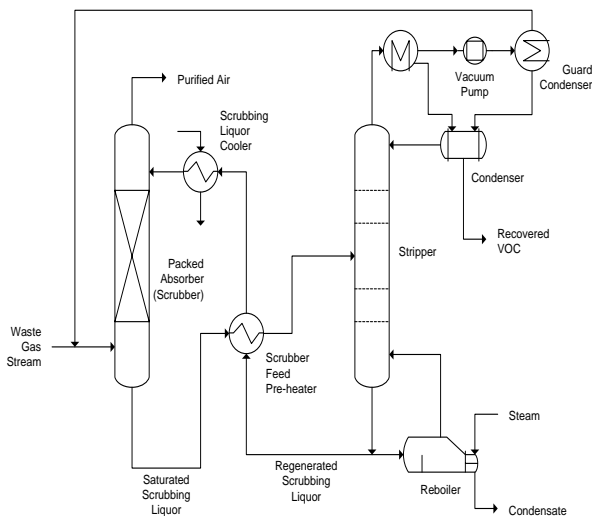 Purified Air
Scrubbing
Liquor
Cooler
Vacuum
Pump
Guard
Condenser
Condenser
Recovered
VOC
Packed
Absorber
(Scrubber)
Stripper
Waste
Gas
Stream
Scrubber
Feed
Pre-heater
Steam
Saturated
Scrubbing
Liquor
Regenerated
Scrubbing
Liquor
Reboiler
Condensate